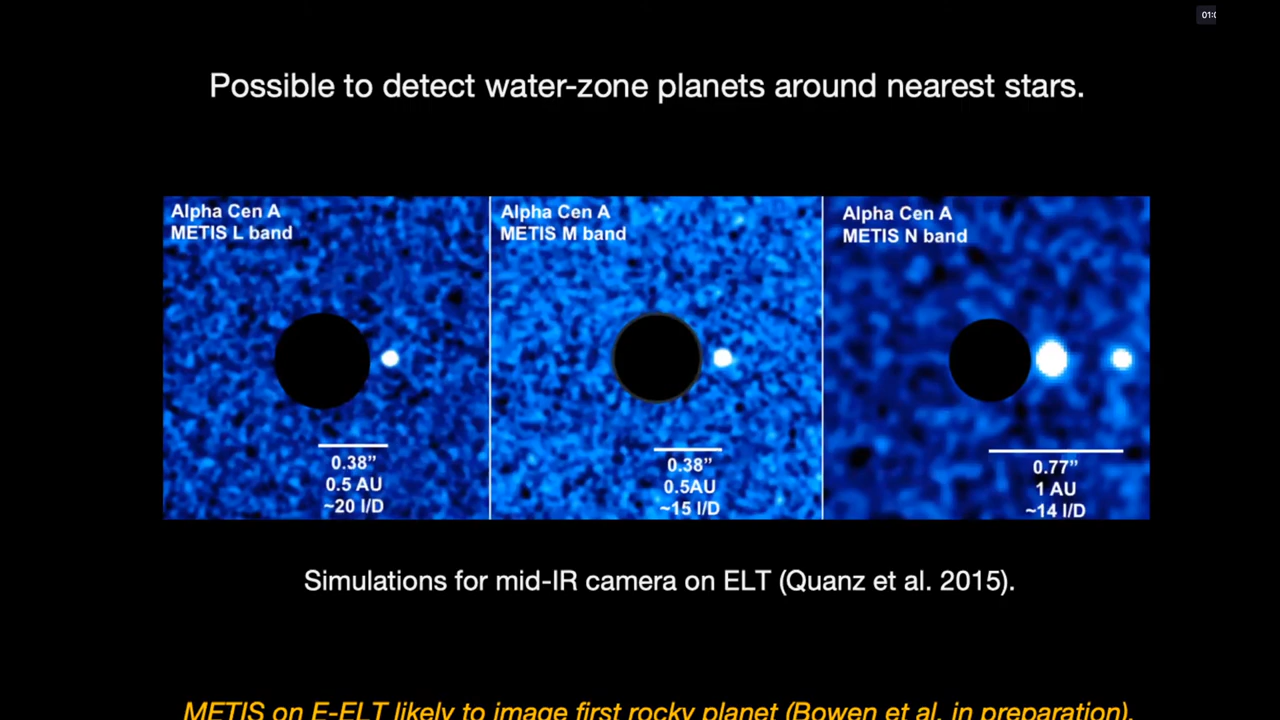 Possible to detect water-zone planets around nearest stars.
Alpha Cen A
METIS L band
0.38”
0.5 AU
~20 l/D
Alpha Cen A
METIS M band
0.38”
0.5AU
~15 l/D
Alpha Cen A
METIS N band
0.77”
1 AU
~14 l/D
Simulations for mid-IR camera on ELT (Quanz et al. 2015).
METIS on E-ELT likely to image first rocky planet (Bowen et al. in preparation).